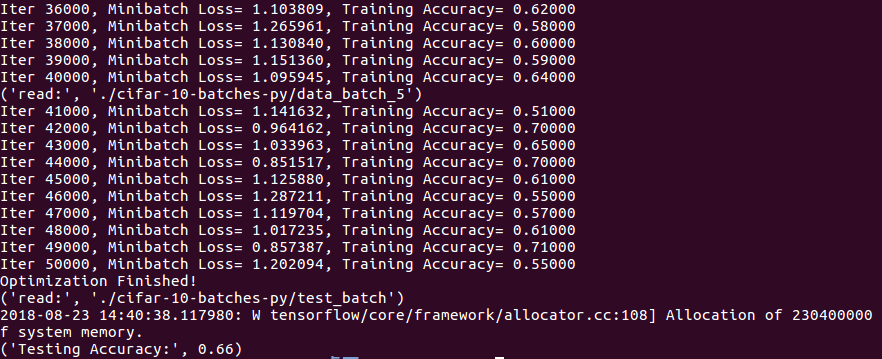 Iter 36000, Minibatch Loss= 1.103809, Training Accuracy= 0.62000
Iter 37000, Minibatch Loss= 1.265961, Training Accuracy= 0.58000
Iter 38000, Minibatch Loss= 1.130840, Training Accuracy= 0.60000
Iter 39000, Minibatch Loss= 1.151360, Training Accuracy= 0.59000
Iter 40000, Minibatch Loss= 1.095945, Training Accuracy= 0.64000
('read:', './cifar-10-batches-py/data_batch_5')
Iter 41000, Minibatch Loss= 1.141632, Training Accuracy= 0.51000
Iter 42000, Minibatch Loss= 0.964162, Training Accuracy= 0.70000
Iter 43000, Minibatch Loss= 1.033963, Training Accuracy= 0.65000
Iter 44000, Minibatch Loss= 0.851517, Training Accuracy= 0.70000
Iter 45000, Minibatch Loss= 1.125880, Training Accuracy= 0.61000
Iter 46000, Minibatch Loss= 1.287211, Training Accuracy= 0.55000
Iter 47000, Minibatch Loss= 1.119704, Training Accuracy= 0.57000
Iter 48000, Minibatch Loss= 1.017235, Training Accuracy= 0.61000
Iter 49000, Minibatch Loss= 0.857387, Training Accuracy= 0.71000
Iter 50000, Minibatch Loss= 1.202094, Training Accuracy= 0.55000
Optimization Finished!
('read:', './cifar-10-batches-py/test_batch')
2018-08-23 14:40:38.117980: W tensorflow/core/framework/allocator.cc:108] Allocation of 230400000
f system memory.
('Testing Accuracy:', 0.66)